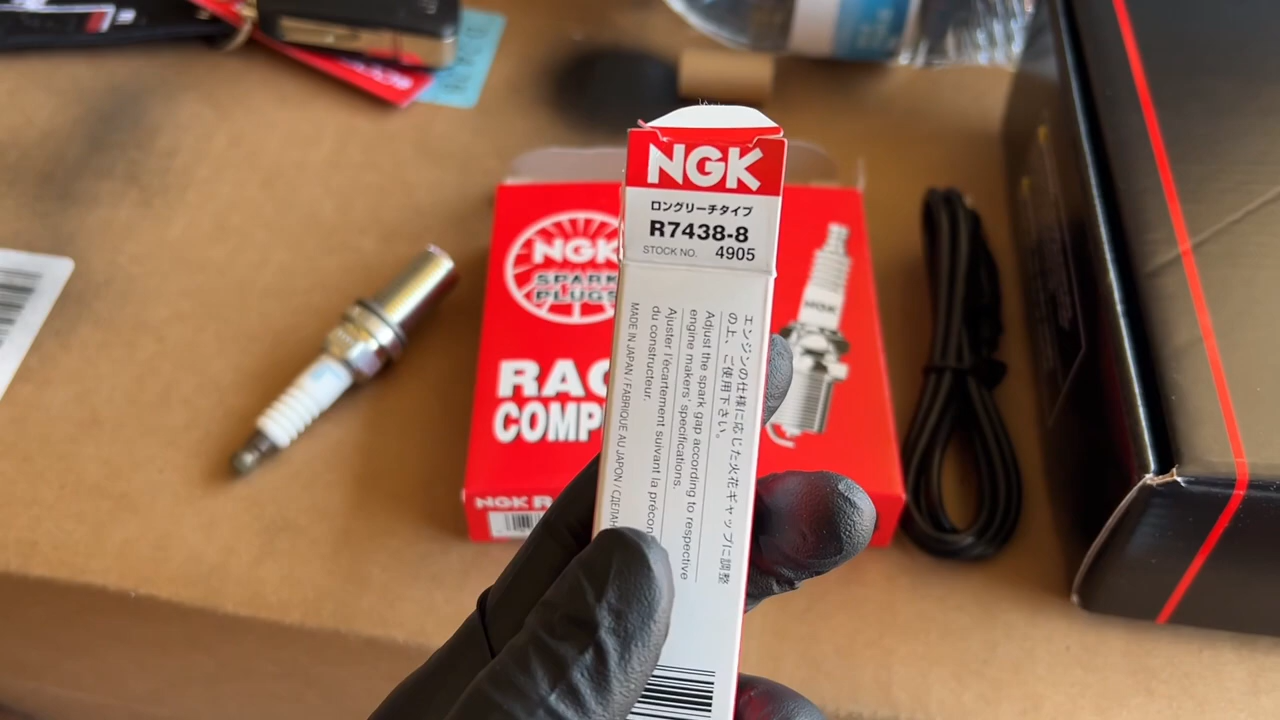 NGK
ロングリーチタイプ
R7438-8
STOCK NO. 4905
エンジンの仕様に応じた火花ギャップに調整
の上、ご使用下さい。
Adjust the spark gap according to respective
engine makers' specifications.
Ajuster l'écartement suivant la précon
du constructeur.
MADE IN JAPAN / FABRIQUE AU JAPON / СДЕЛАН
NGK
SPARK
PLUGS
RAC
COMP
NGK R
NGK